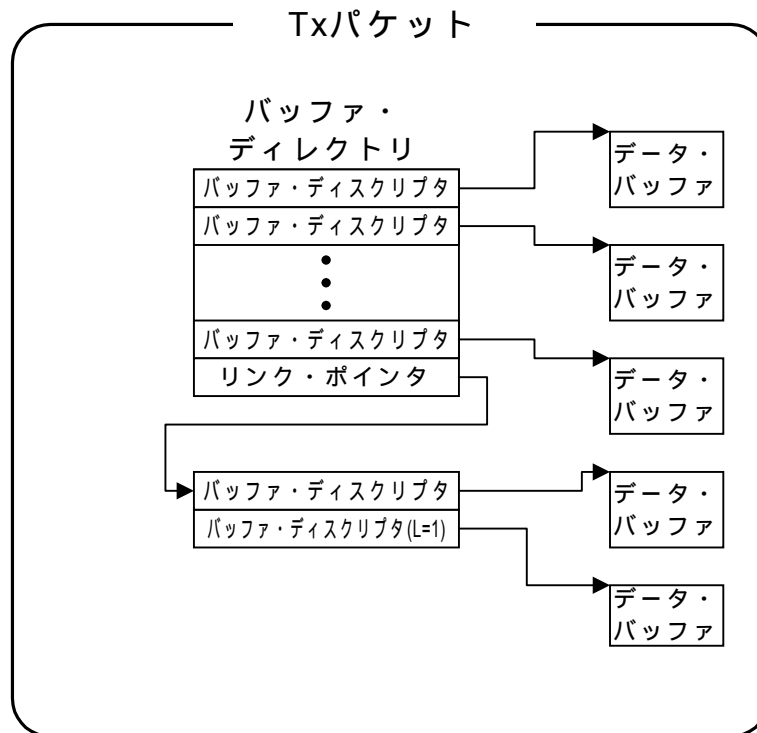 Txパケット
バッファ・
ディレクトリ
バッファ・ディスクリプタ
バッファ・ディスクリプタ
バッファ・ディスクリプタ
リンク・ポインタ
バッファ・ディスクリプタ
バッファ・ディスクリプタ(L=1)
データ・
バッファ
データ・
バッファ
データ・
バッファ
データ・
バッファ
データ・
バッファ